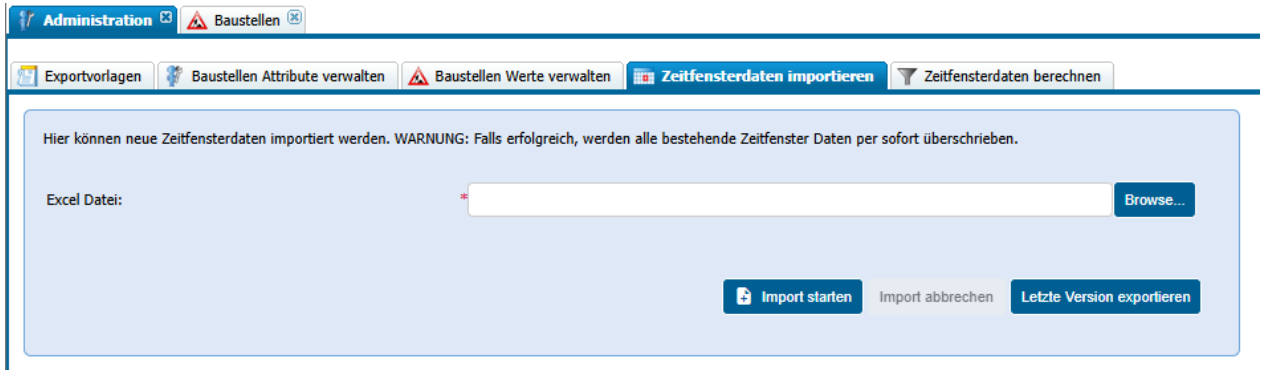 Administration Baustellen
Exportvorlagen Baustellen Attribute verwalten Baustellen Werte verwalten Zeitfensterdaten importieren Zeitfensterdaten berechnen
Hier können neue Zeitfensterdaten importiert werden. WARNUNG: Falls erfolgreich, werden alle bestehende Zeitfenster Daten per sofort überschrieben.
Excel Datei: * Browse...
Import starten Import abbrechen Letzte Version exportieren